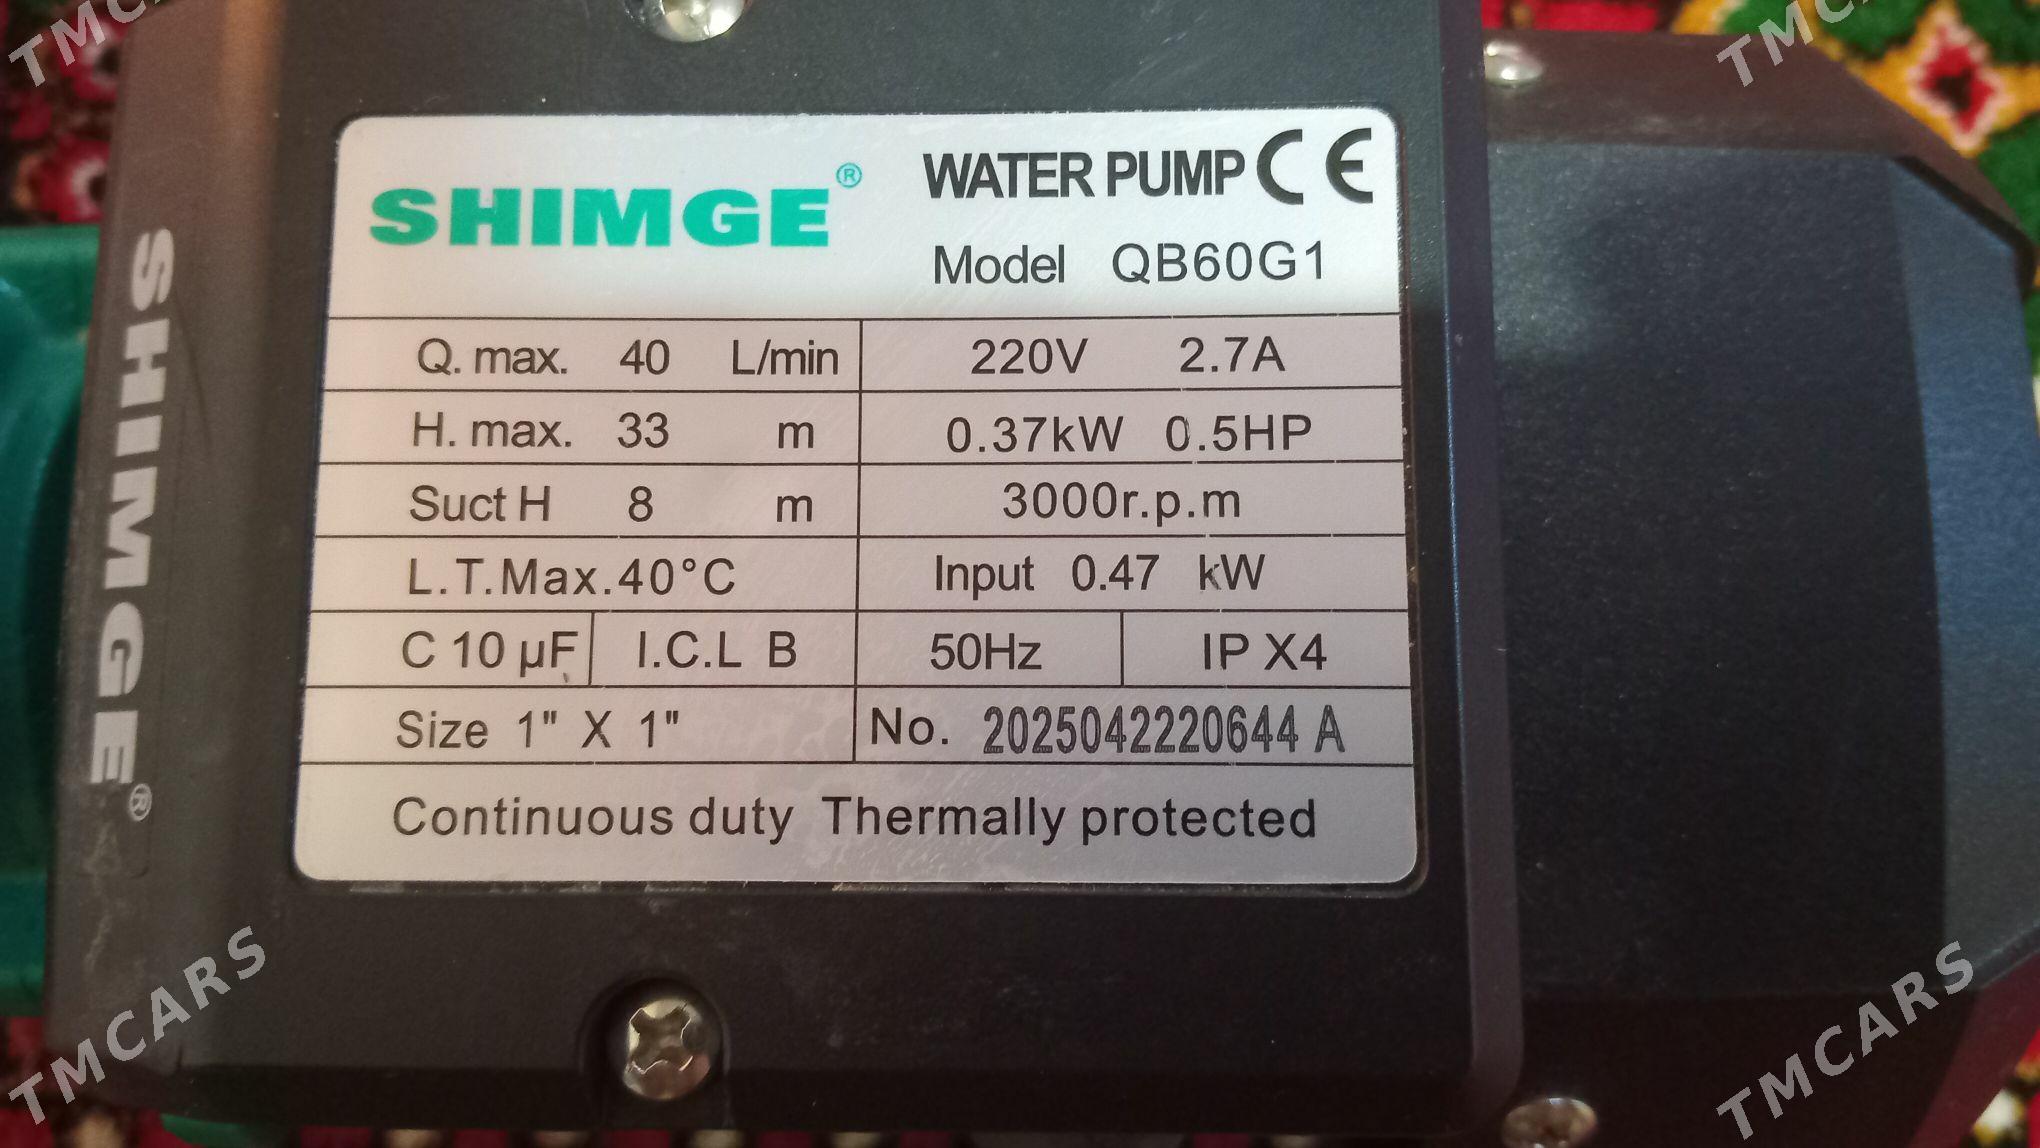 SHIMGE®
WATER PUMP CE
Model QB60G1
Q. max. 40 L/min
220V 2.7A
H. max. 33 m
0.37kW 0.5HP
Suct H 8 m
3000r.p.m
L.T.Max.40°C
Input 0.47 kW
C 10 µF
I.C.L B
50Hz
IP X4
Size 1" X 1"
No. 2025042220644 A
Continuous duty Thermally protected
SHIMGE®
TMCARS
TMCARS
TMCARS
TMCARS